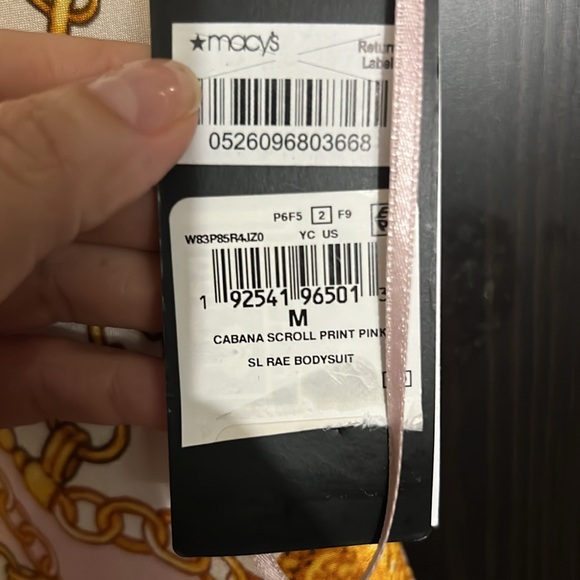 ★macy's
Return
Label
0526096803668
P6F5 2 F9
W83P85R4JZ0 YC US
1 92541 96501 3
M
CABANA SCROLL PRINT PINK
SL RAE BODYSUIT